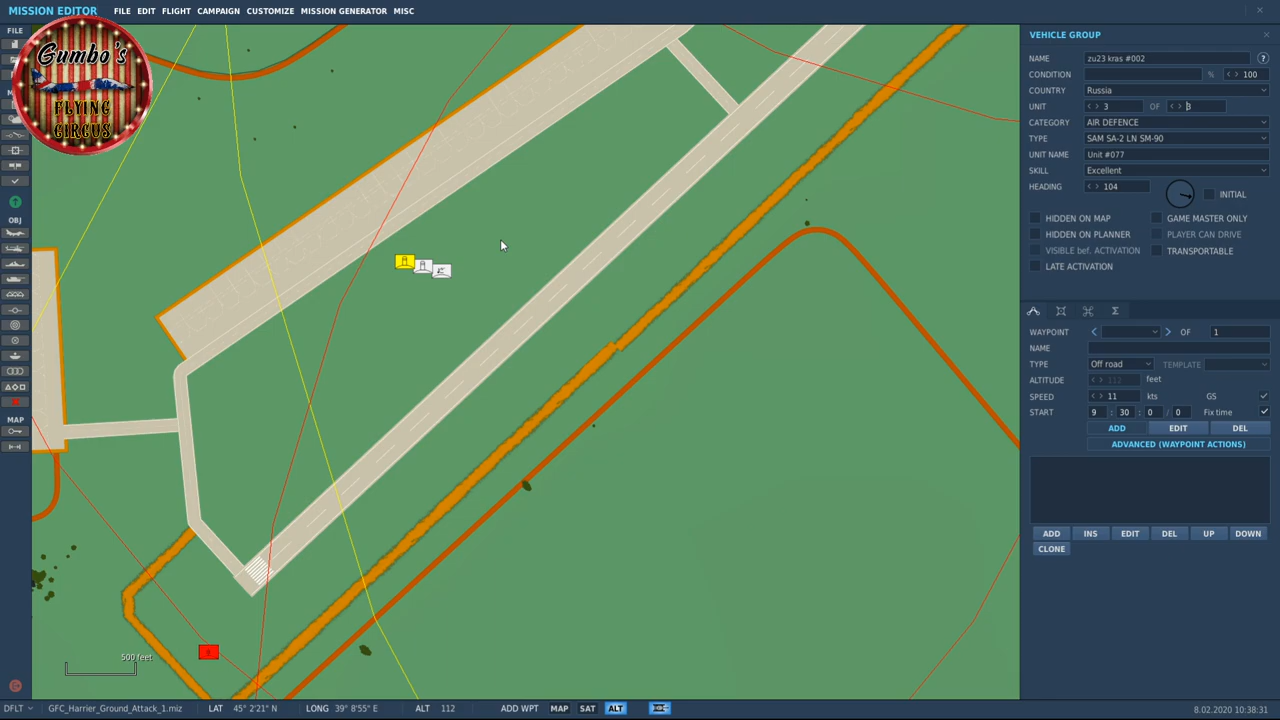 MISSION EDITOR FILE EDIT FLIGHT CAMPAIGN CUSTOMIZE MISSION GENERATOR MISC
Gumbo's
FLYING
CIRCUS
FILE
OBJ
MAP
500 feet
VEHICLE GROUP
NAME zu23 kras #002 ?
CONDITION % 100
COUNTRY Russia
UNIT 3 OF 3
CATEGORY AIR DEFENCE
TYPE SAM SA-2 LN SM-90
UNIT NAME Unit #077
SKILL Excellent
HEADING 104 INITIAL
HIDDEN ON MAP GAME MASTER ONLY
HIDDEN ON PLANNER PLAYER CAN DRIVE
VISIBLE bef. ACTIVATION TRANSPORTABLE
LATE ACTIVATION
WAYPOINT OF 1
NAME
TYPE Off road TEMPLATE
ALTITUDE 112 feet
SPEED 11 kts GS
START 9 : 30 : 0 / 0 Fix time
ADD EDIT DEL
ADVANCED (WAYPOINT ACTIONS)
ADD INS EDIT DEL UP DOWN
CLONE
DFLT GFC_Harrier_Ground_Attack_1.miz LAT 45° 2'21" N LONG 39° 8'55" E ALT 112 ADD WPT MAP SAT ALT 8.02.2020 10:38:31